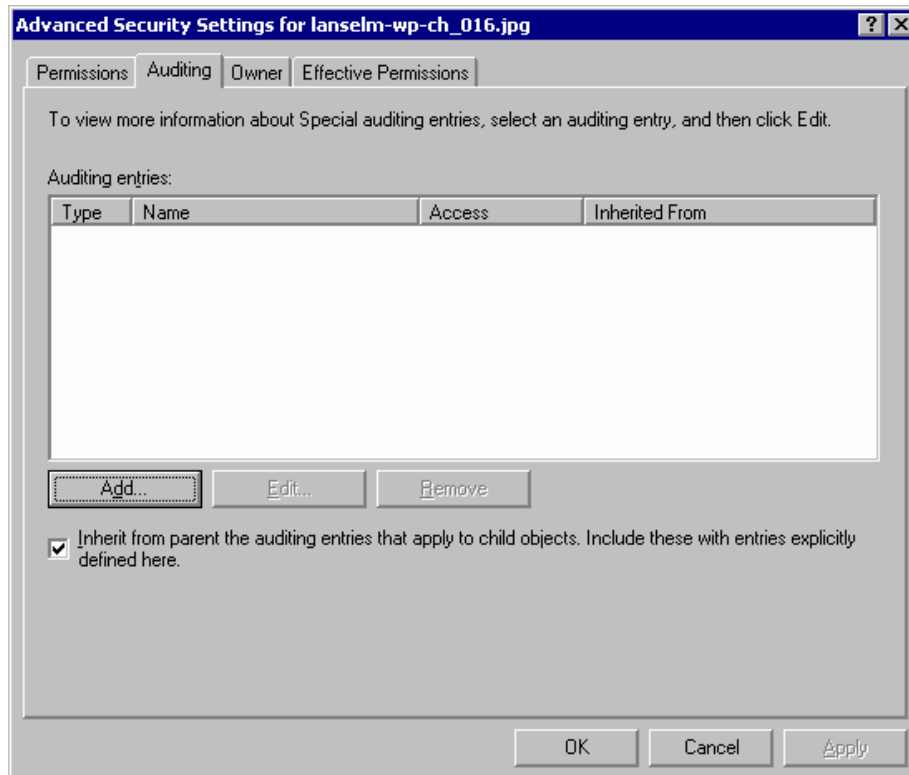 Advanced Security Settings for lanselm-wp-ch_016.jpg
Permissions Auditing Owner Effective Permissions
To view more information about Special auditing entries, select an auditing entry, and then click Edit.
Auditing entries:
Type Name Access Inherited From
Add... Edit... Remove
Inherit from parent the auditing entries that apply to child objects. Include these with entries explicitly
defined here.
OK Cancel Apply